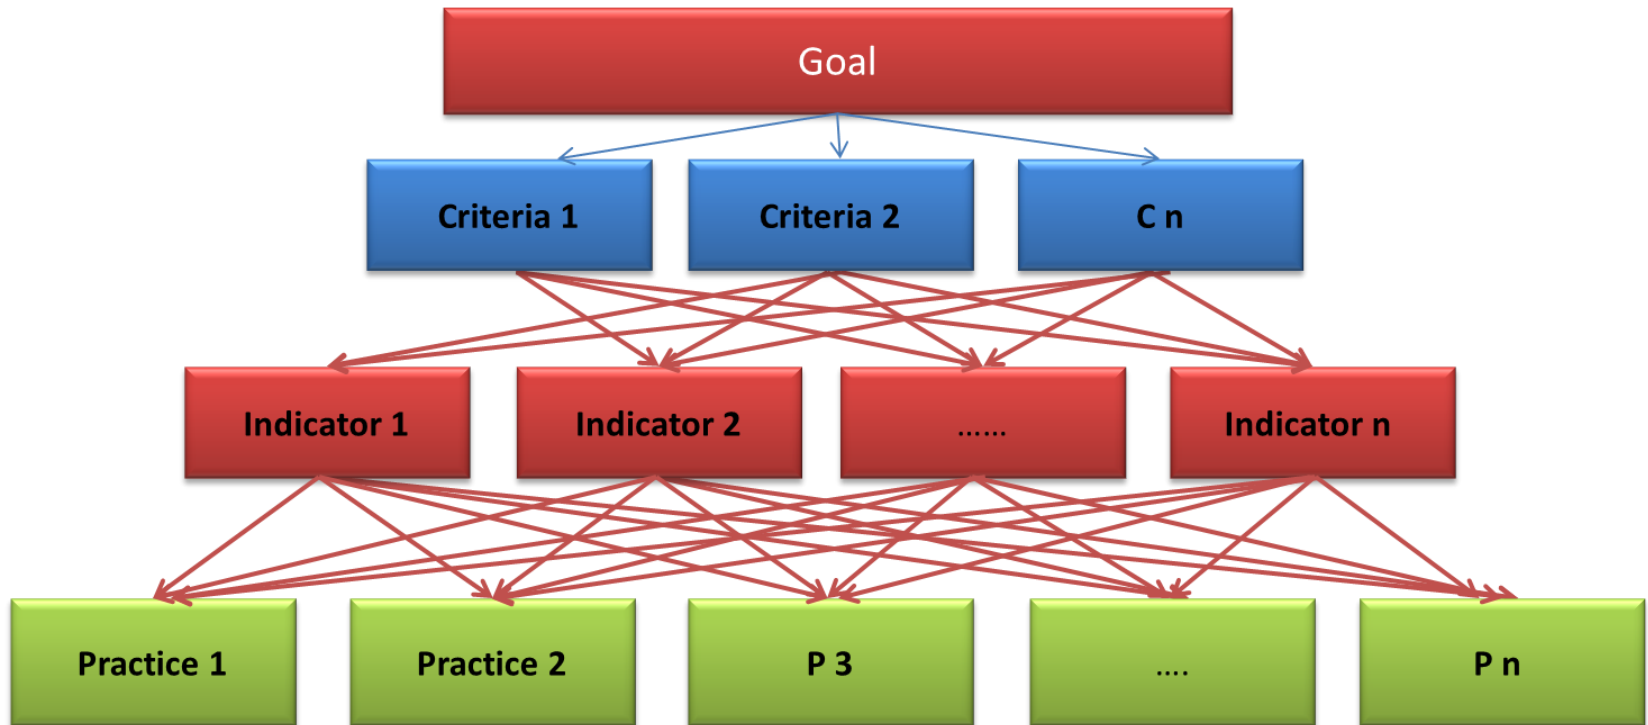 Goal
Criteria 1
Criteria 2
C n
Indicator 1
Indicator 2
......
Indicator n
Practice 1
Practice 2
P 3
....
P n